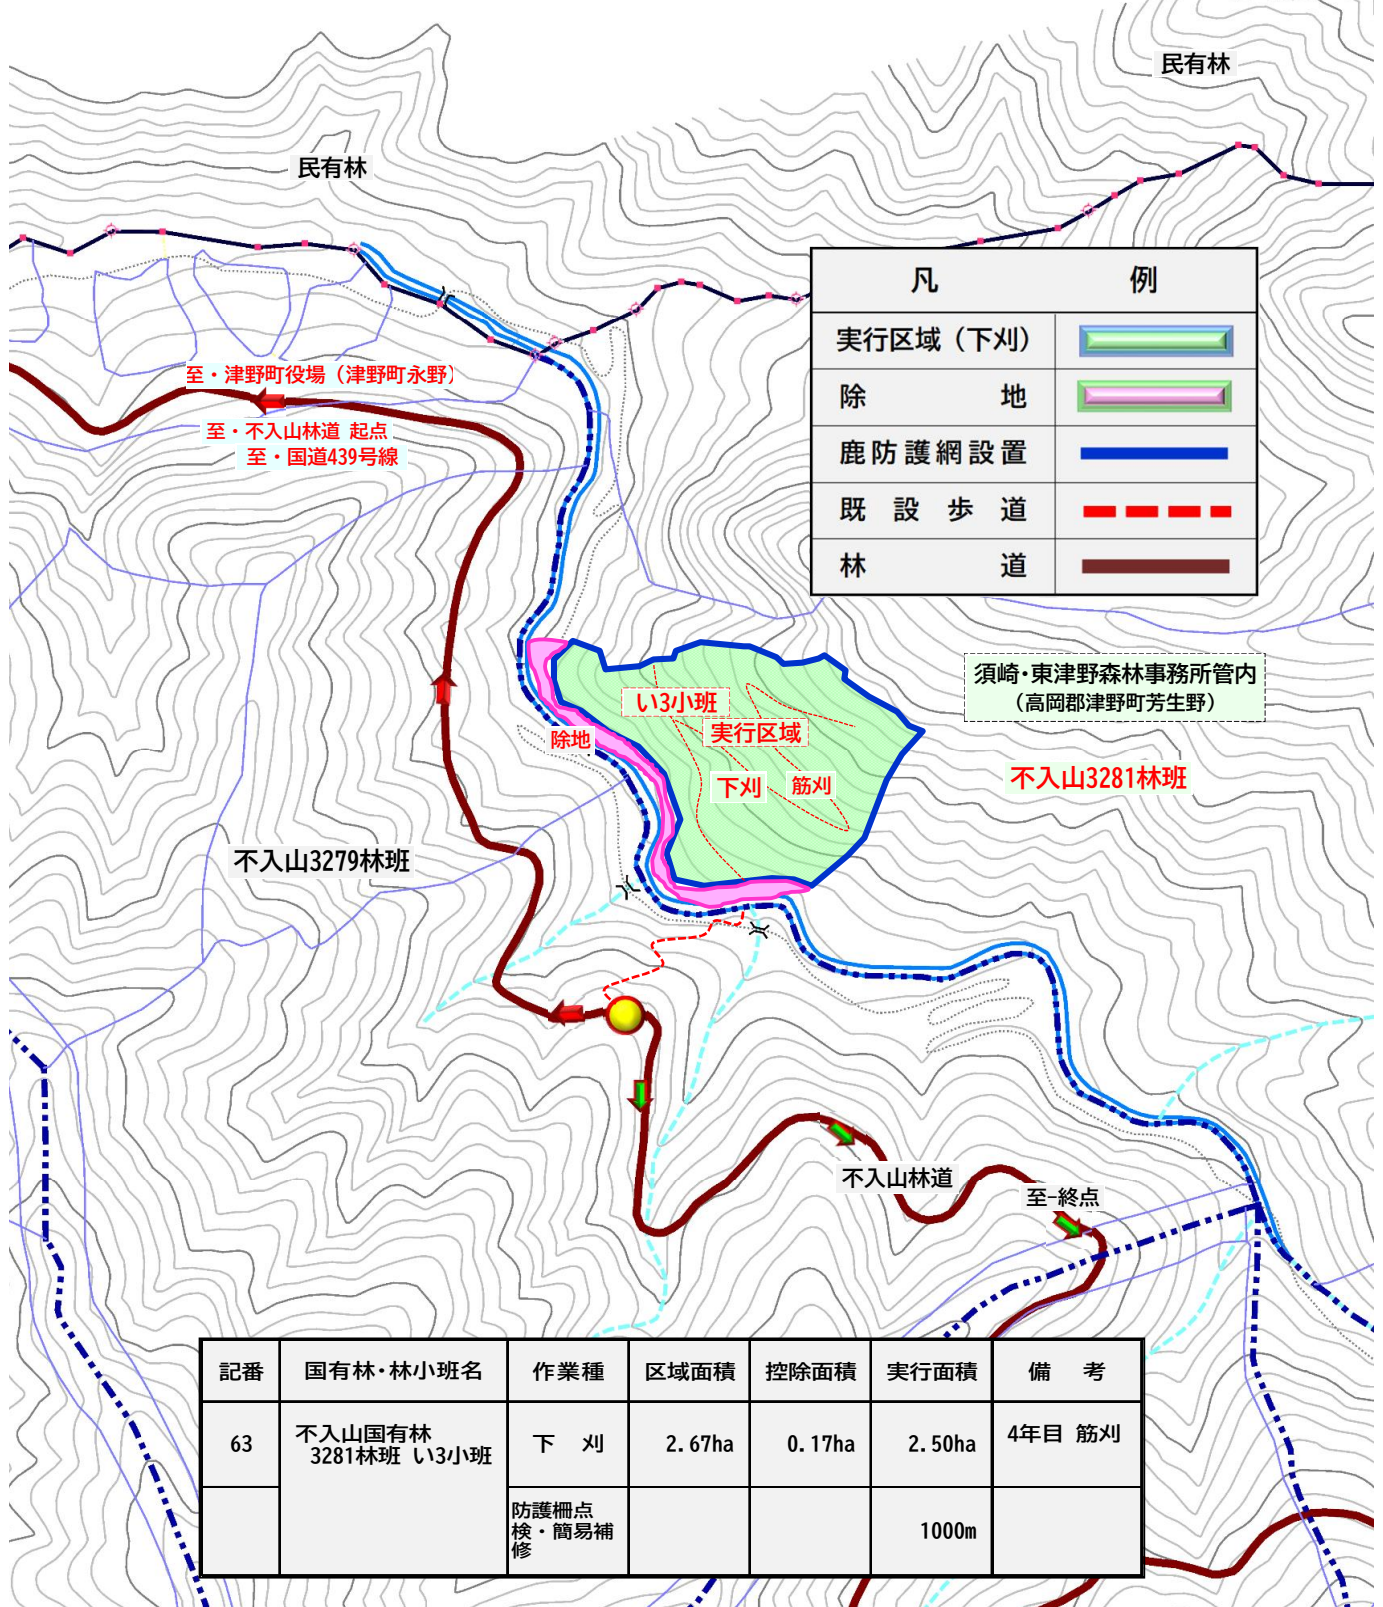 民有林
民有林
凡 例
実行区域（下刈）
除 地
鹿防護網設置
既 設 歩 道
林 道
至・津野町役場（津野町永野）
至・不入山林道 起点
至・国道439号線
須崎・東津野森林事務所管内
（高岡郡津野町芳生野）
い3小班
実行区域
除地
下刈
筋刈
不入山3281林班
不入山3279林班
不入山林道
至-終点
記番 国有林・林小班名 作業種 区域面積 控除面積 実行面積 備 考
63 不入山国有林 下 刈 2.67ha 0.17ha 2.50ha 4年目 筋刈
3281林班 い3小班
防護柵点
検・簡易補 1000m
修